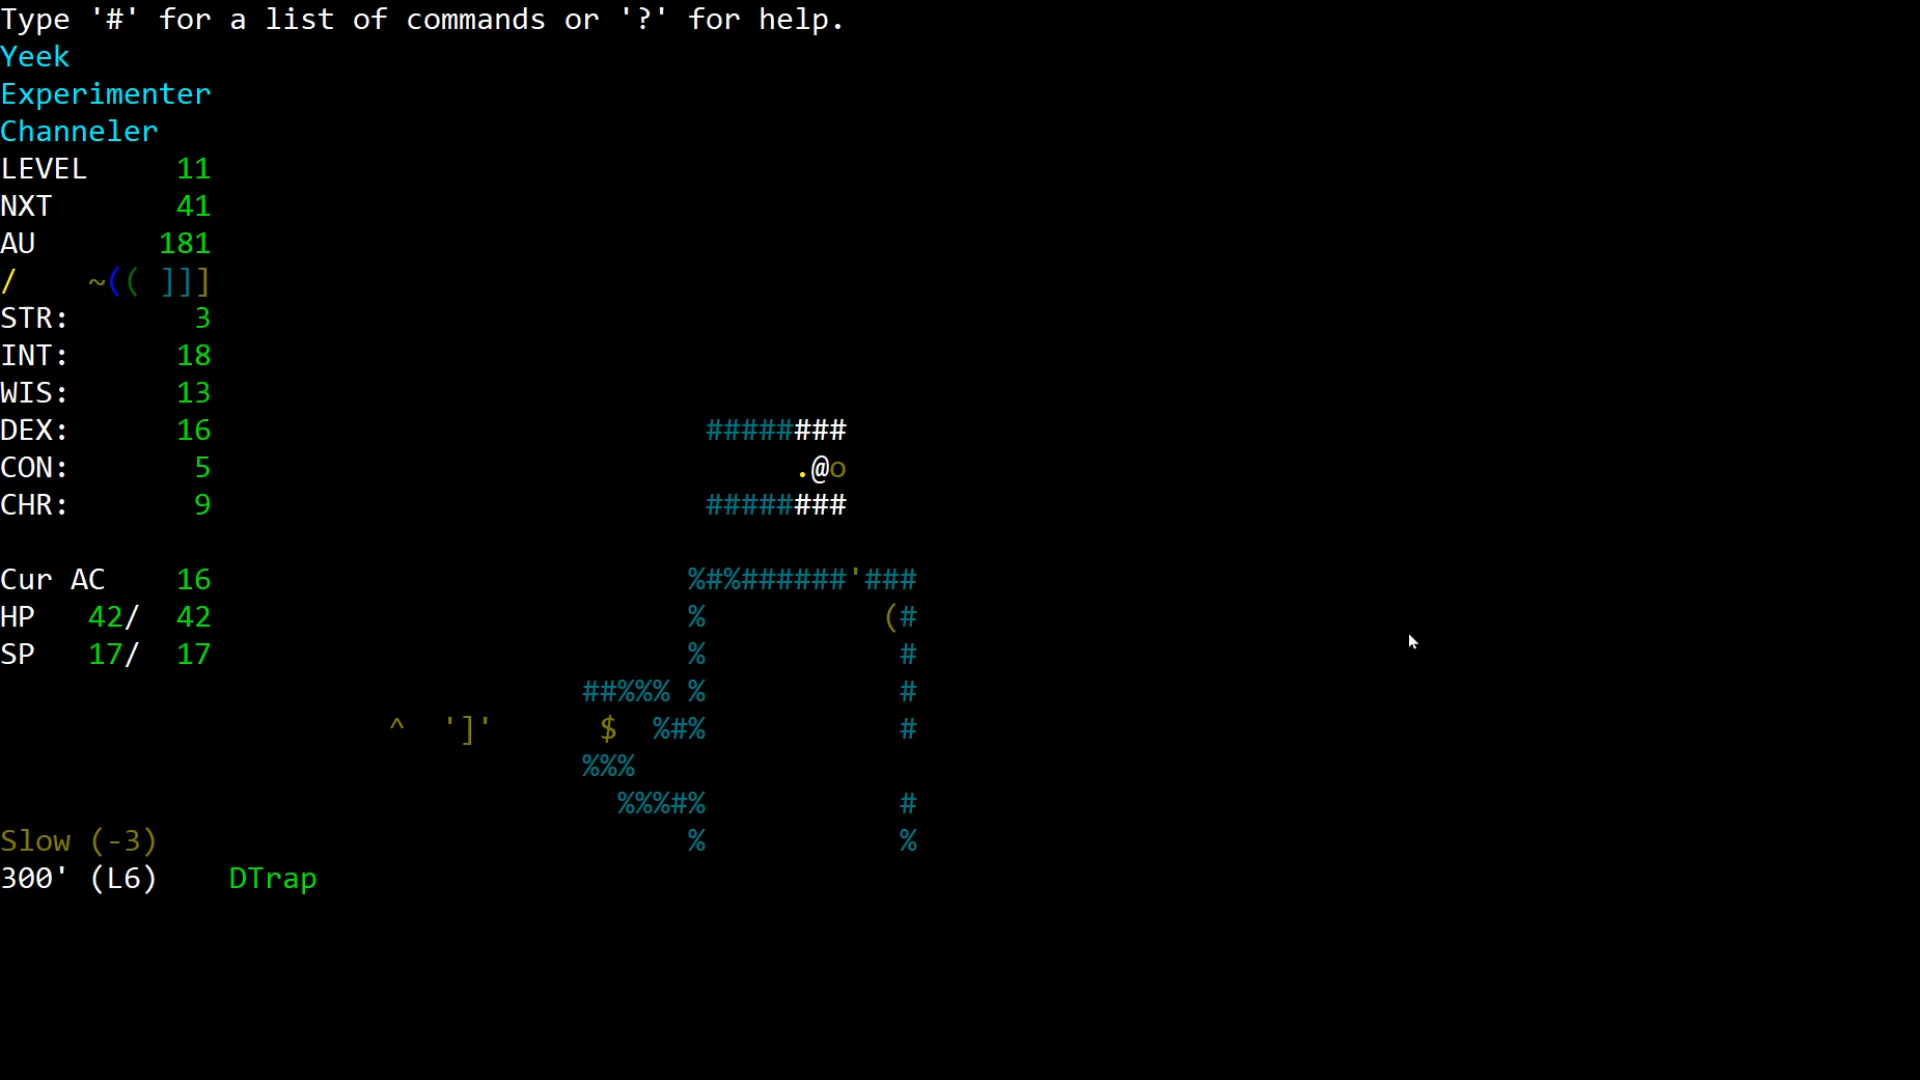 Type '#' for a list of commands or '?' for help.
Yeek
Experimenter
Channeler
LEVEL 11
NXT 41
AU 181
/ ~(( ]]]
STR: 3
INT: 18
WIS: 13
DEX: 16 ########
CON: 5 .@o
CHR: 9 ########
Cur AC 16 %#%######'###
HP 42/ 42 % (#
SP 17/ 17 % #
##%%% % #
^ ']' $ %#% #
%%%
%%%#% #
Slow (-3) % %
300' (L6) DTrap